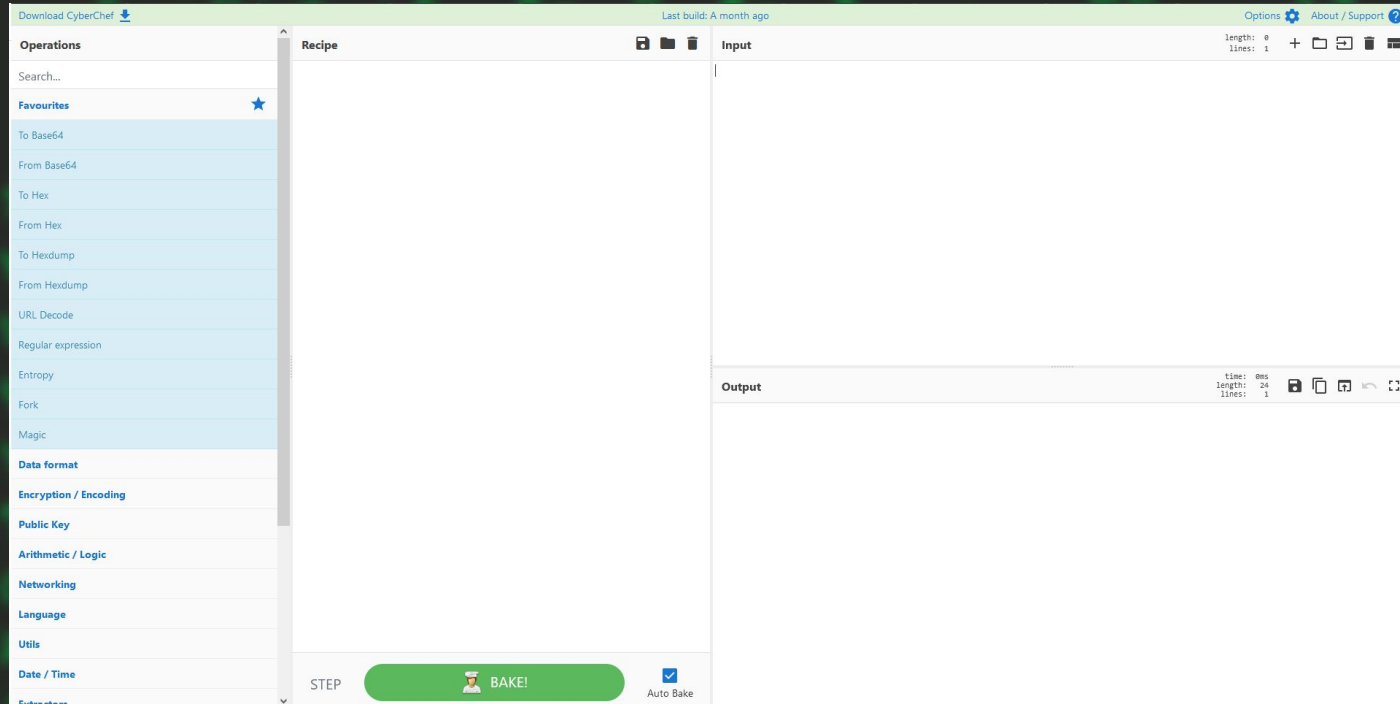 Download CyberChef
Last build: A month ago
Options
About / Support
Operations
Search...
Favourites
To Base64
From Base64
To Hex
From Hex
To Hexdump
From Hexdump
URL Decode
Regular expression
Entropy
Fork
Magic
Data format
Encryption / Encoding
Public Key
Arithmetic / Logic
Networking
Language
Utils
Date / Time
Extractors
Recipe
STEP
BAKE!
Auto Bake
Input
length: 0
lines: 1
Output
time: 0ms
length: 24
lines: 1